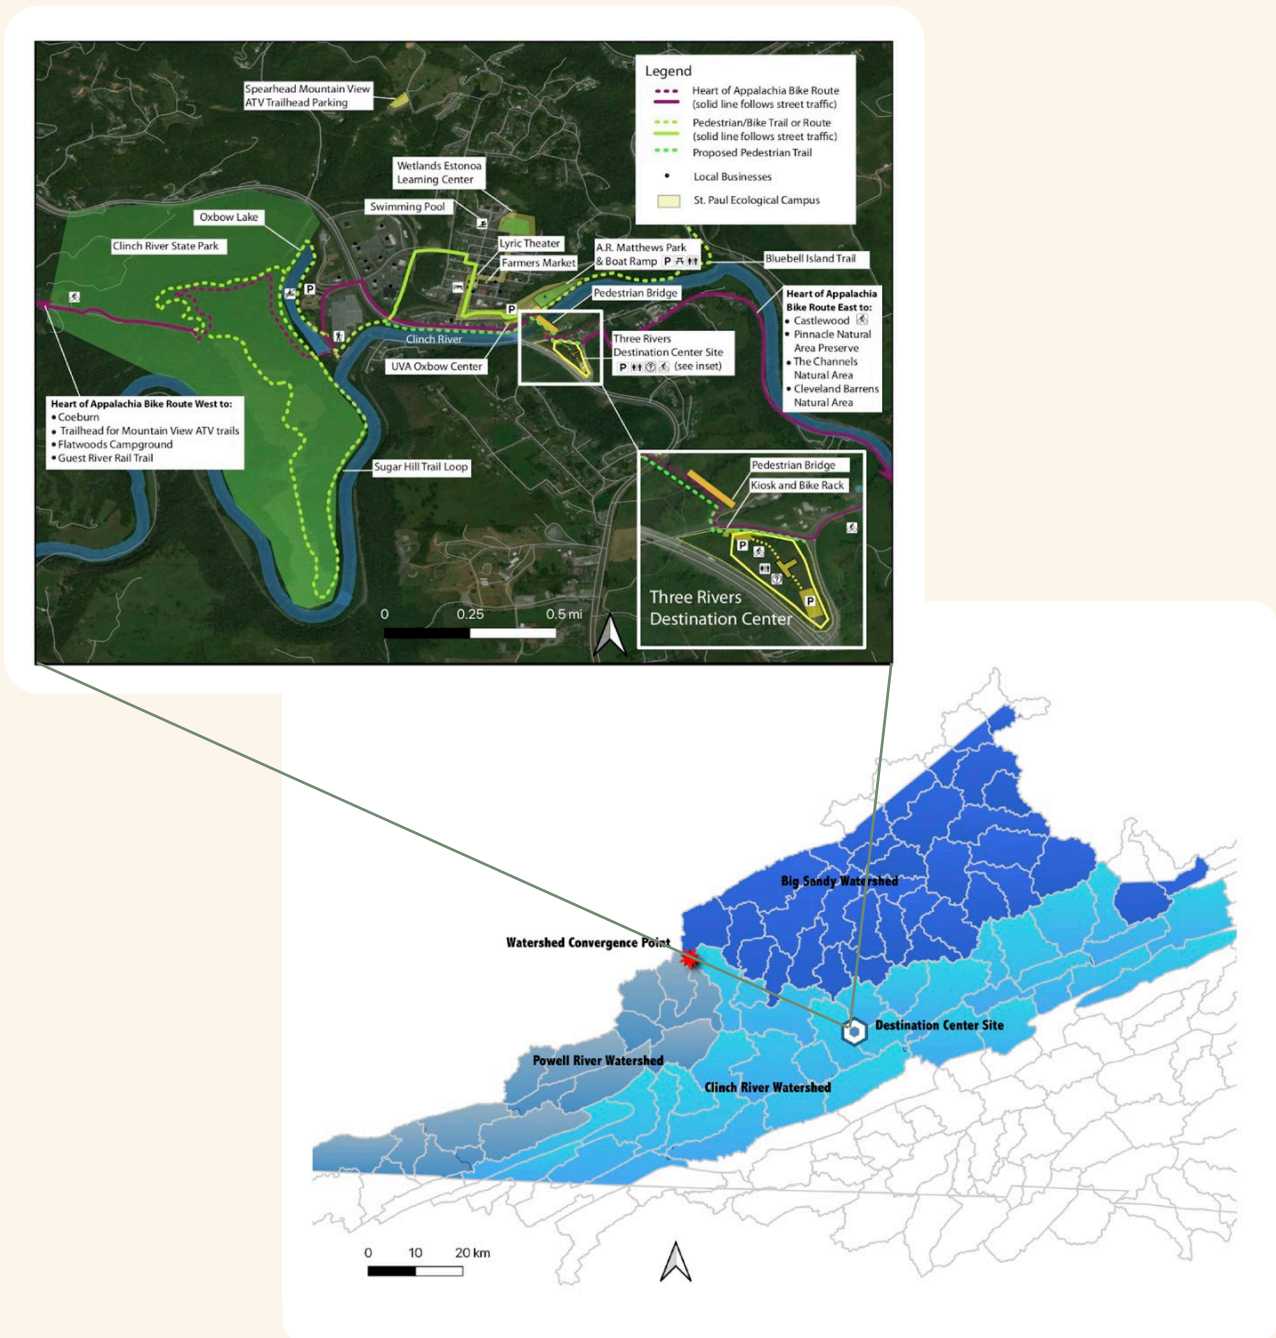 Legend
Heart of Appalachia Bike Route
(solid line follows street traffic)
Pedestrian/Bike Trail or Route
(solid line follows street traffic)
Proposed Pedestrian Trail
Local Businesses
St. Paul Ecological Campus
Spearhead Mountain View
ATV Trailhead Parking
Wetlands Estonoa
Learning Center
Swimming Pool
Oxbow Lake
Clinch River State Park
Lyric Theater
Farmers Market
A.R. Matthews Park
& Boat Ramp P
Bluebell Island Trail
Pedestrian Bridge
P
P
Heart of Appalachia
Bike Route East to:
• Castlewood
• Pinnacle Natural
Area Preserve
• The Channels
Natural Area
• Cleveland Barrens
Natural Area
Clinch River
Three Rivers
Destination Center Site
P (see inset)
UVA Oxbow Center
Heart of Appalachia Bike Route West to:
• Coeburn
• Trailhead for Mountain View ATV trails
• Flatwoods Campground
• Guest River Rail Trail
Sugar Hill Trail Loop
Pedestrian Bridge
Kiosk and Bike Rack
P
P
Three Rivers
Destination Center
0 0.25 0.5 mi
Big Sandy Watershed
Watershed Convergence Point
Destination Center Site
Powell River Watershed
Clinch River Watershed
0 10 20 km